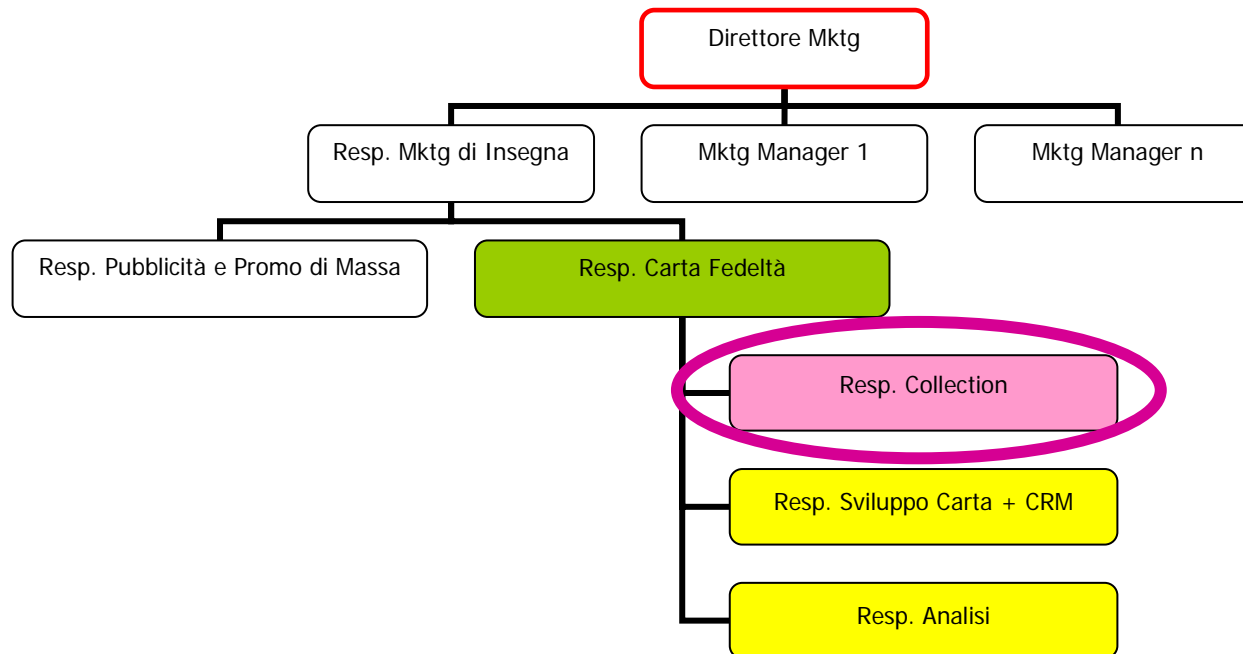 Direttore Mktg
Resp. Mktg di Insegna
Mktg Manager 1
Mktg Manager n
Resp. Pubblicità e Promo di Massa
Resp. Carta Fedeltà
Resp. Collection
Resp. Sviluppo Carta + CRM
Resp. Analisi